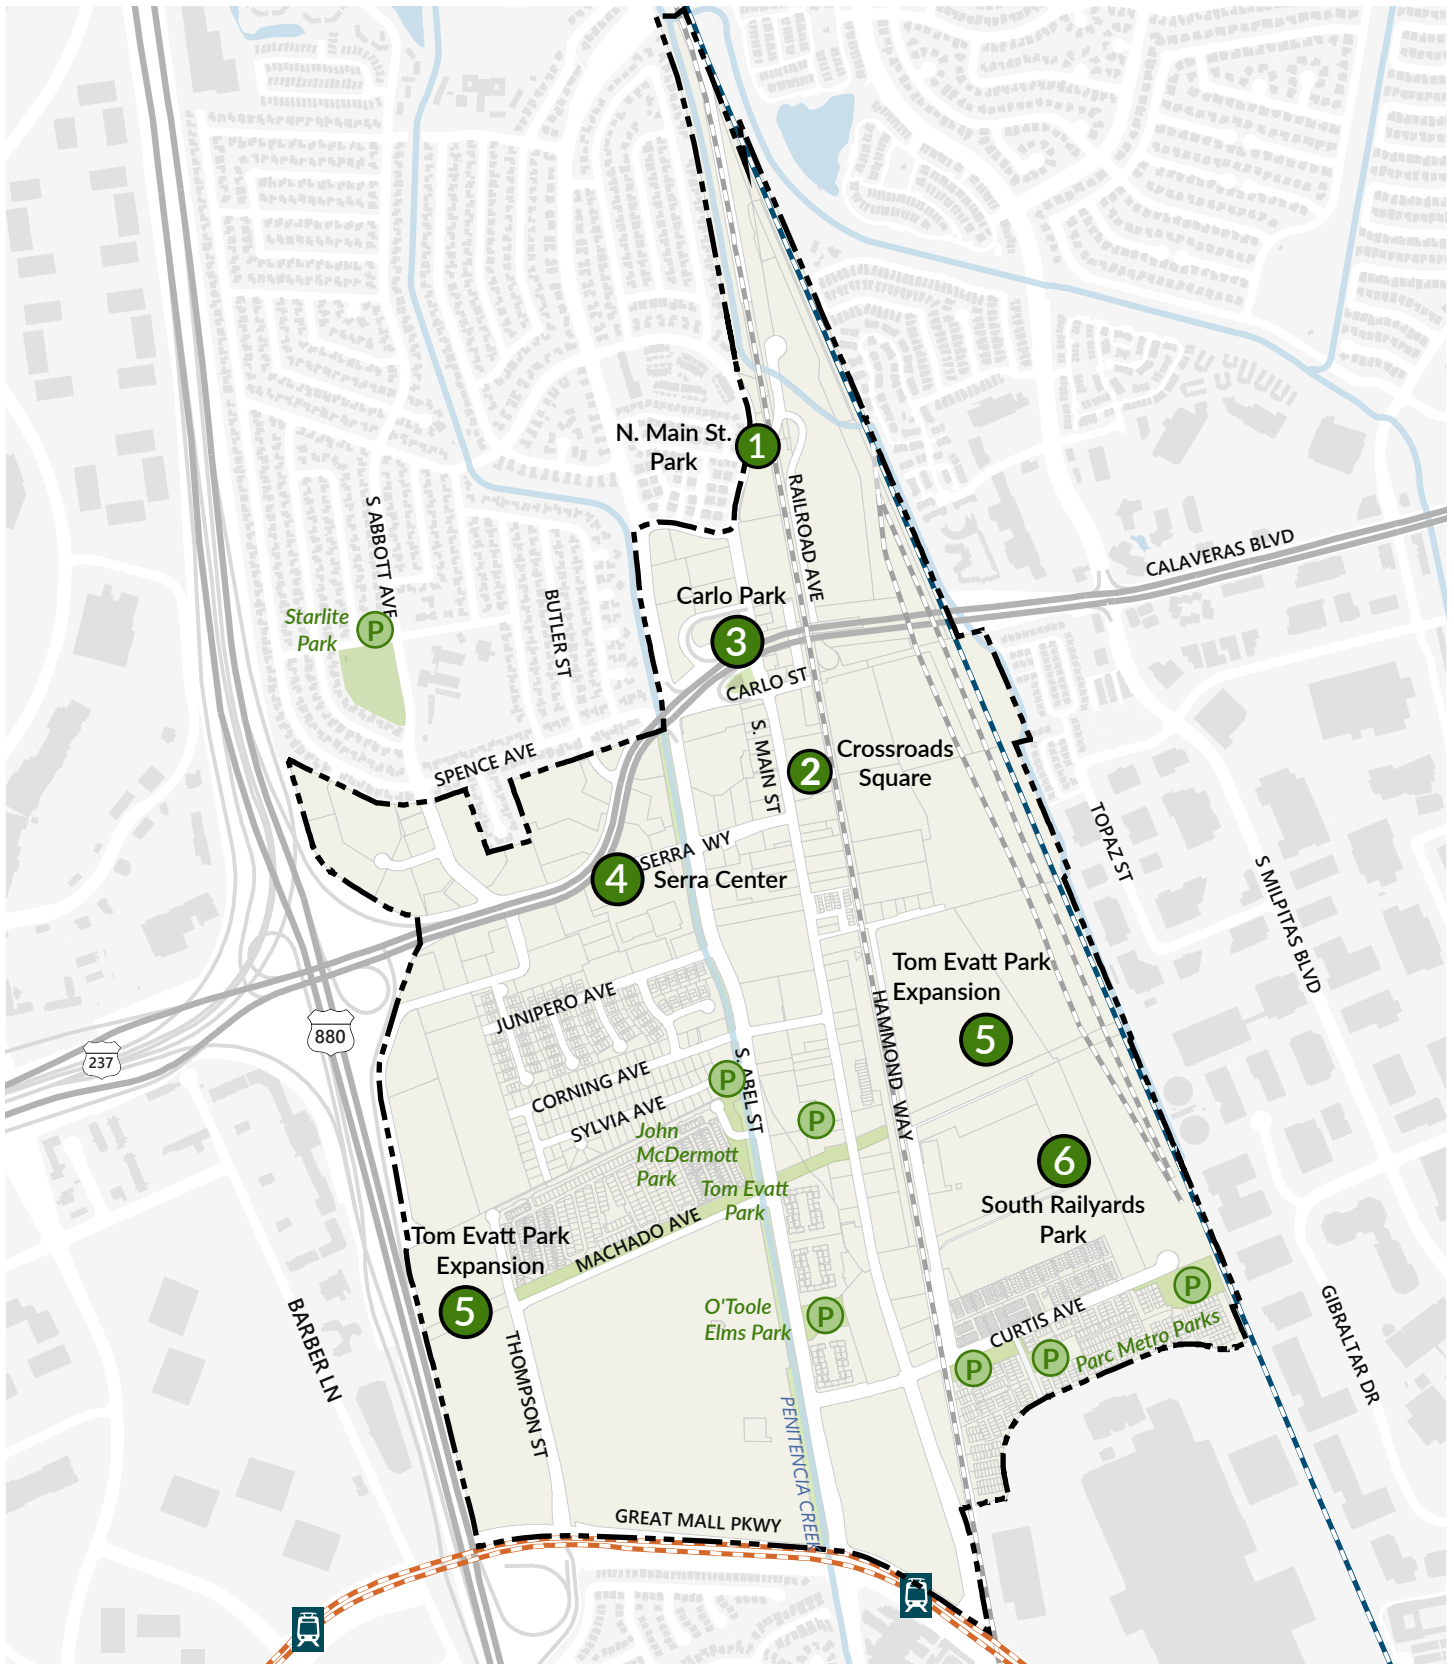 N. Main St.
Park
1
RAILROAD AVE
S ABBOTT AVE
CALAVERAS BLVD
Carlo Park
3
BUTLER ST
Starlite
Park
P
CARLO ST
S. MAIN ST
2
Crossroads
Square
SPENCE AVE
TOPAZ ST
SERRA WY
4
Serra Center
S MILPITAS BLVD
Tom Evatt Park
Expansion
5
HAMMOND WAY
JUNIPERO AVE
880
237
CORNING AVE
S. ABEL ST
P
SYLVIA AVE
P
John
McDermott
Park
6
South Railyards
Park
Tom Evatt
Park
MACHADO AVE
Tom Evatt Park
Expansion
5
O'Toole
Elms Park
P
P
CURTIS AVE
Parc Metro Parks
P
P
GIBRALTAR DR
BARBER LN
THOMPSON ST
PENITENCIA CREEK
GREAT MALL PKWY